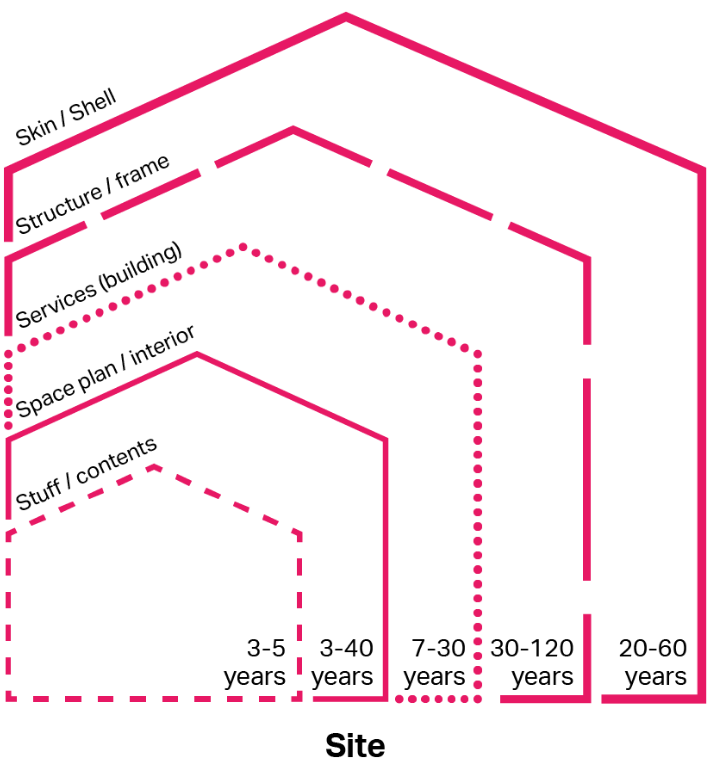 Skin / Shell
Structure / frame
Services (building)
Space plan / interior
Stuff / contents
3-5
years
3-40
years
7-30
years
30-120
years
20-60
years
Site